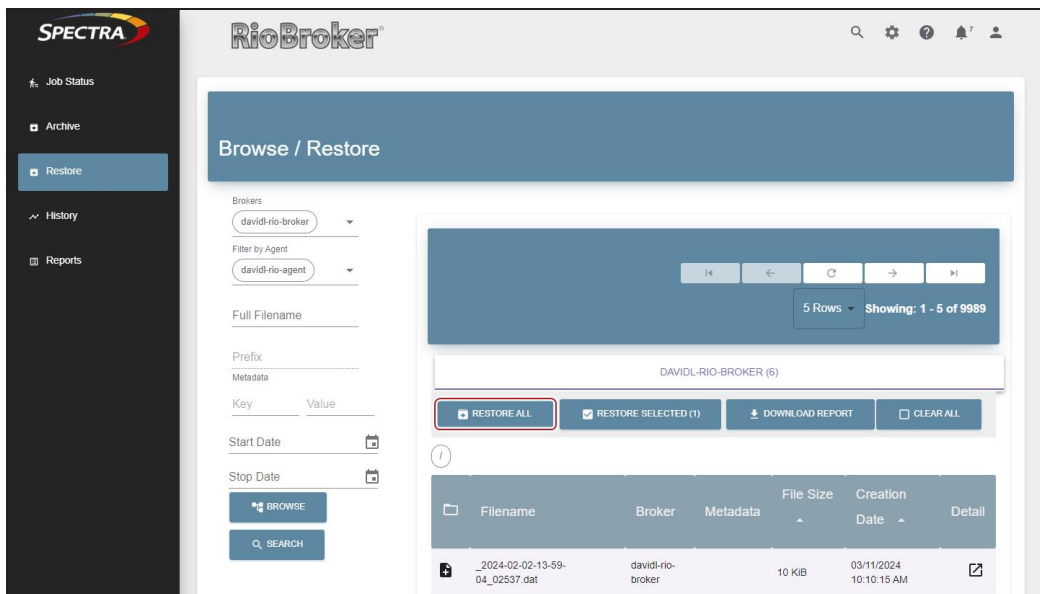 SPECTRA
RioBroker®
7
Job Status
Archive
Restore
History
Reports
Browse / Restore
Brokers
davidl-rio-broker
Filter by Agent
davidl-rio-agent
Full Filename
Prefix
Metadata
Key Value
Start Date
Stop Date
BROWSE
SEARCH
5 Rows Showing: 1 - 5 of 9989
DAVIDL-RIO-BROKER (6)
RESTORE ALL RESTORE SELECTED (1) DOWNLOAD REPORT CLEAR ALL
/
Filename Broker Metadata File Size Creation Date Detail
_2024-02-02-13-59-
04_02537.dat
davidl-rio-
broker
10 KiB
03/11/2024
10:10:15 AM